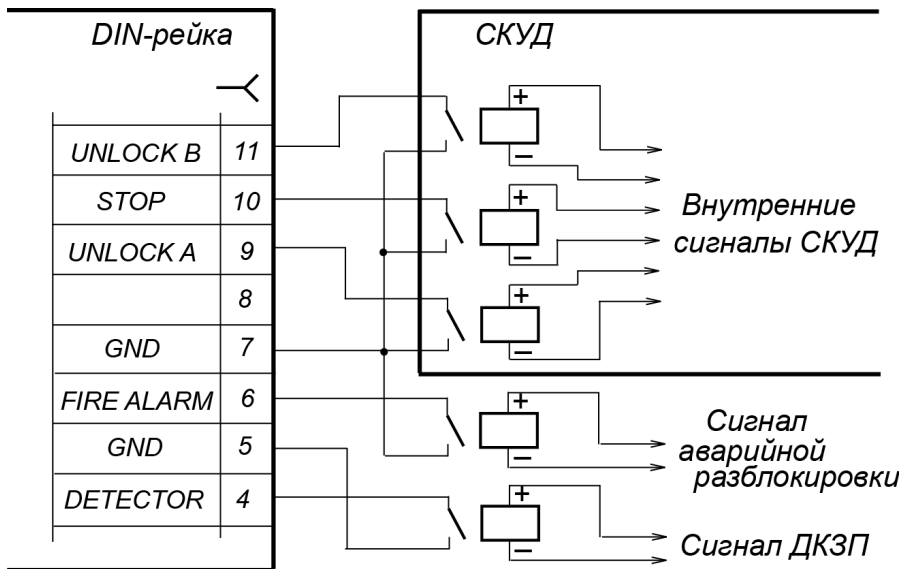 DIN-рейка
СКУД
UNLOCK B 11
STOP 10
UNLOCK A 9
8
GND 7
FIRE ALARM 6
GND 5
DETECTOR 4
+
−
+
−
+
−
Внутренние
сигналы СКУД
+
−
Сигнал
аварийной
разблокировки
+
−
Сигнал ДКЗП